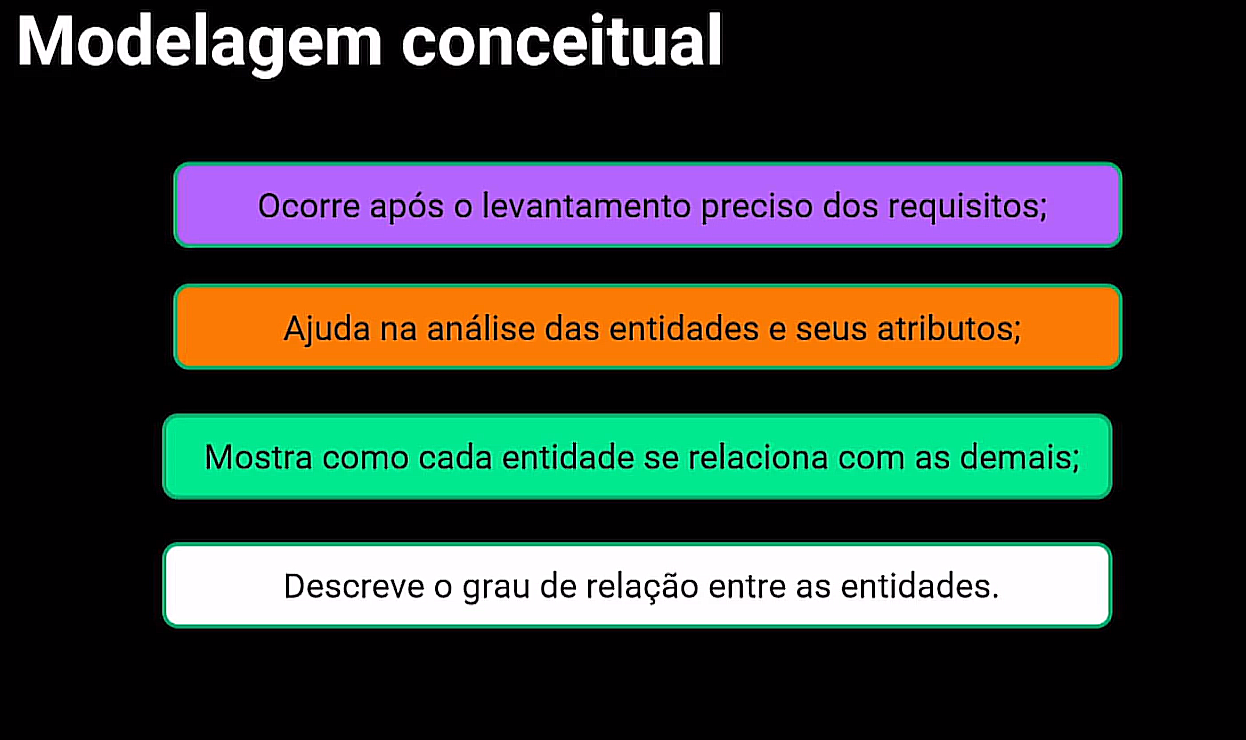 Modelagem conceitual
Ocorre após o levantamento preciso dos requisitos;
Ajuda na análise das entidades e seus atributos;
Mostra como cada entidade se relaciona com as demais;
Descreve o grau de relação entre as entidades.